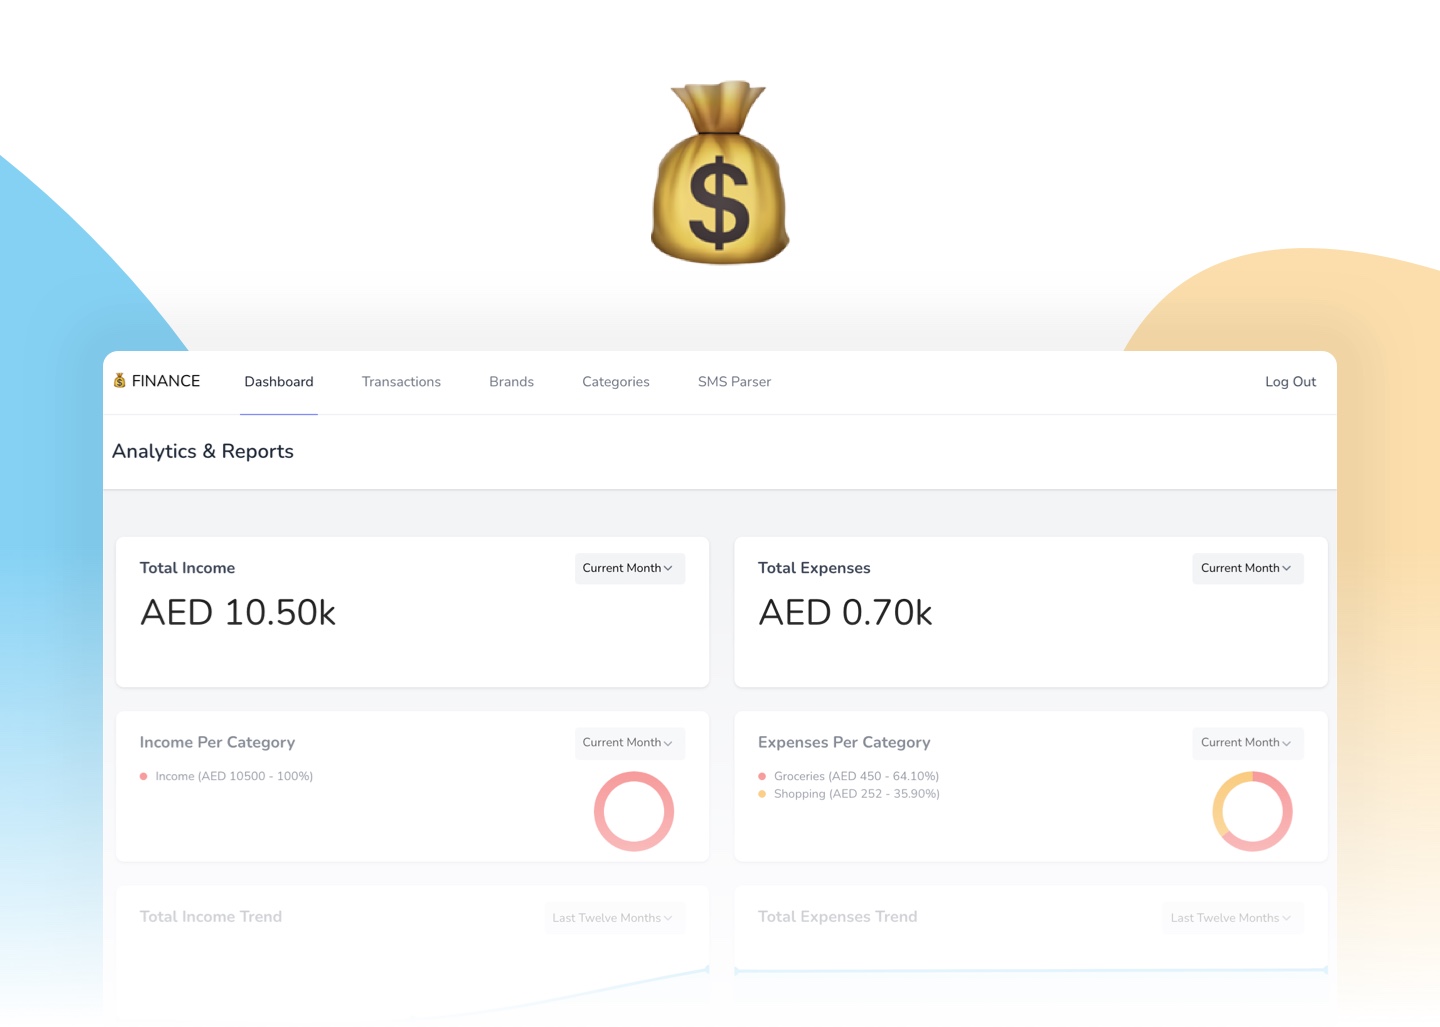 $
FINANCE Dashboard Transactions Brands Categories SMS Parser Log Out
Analytics & Reports
Total Income Current Month
AED 10.50k
Total Expenses Current Month
AED 0.70k
Income Per Category Current Month
Income (AED 10500 - 100%)
Expenses Per Category Current Month
Groceries (AED 450 - 64.10%)
Shopping (AED 252 - 35.90%)
Total Income Trend Last Twelve Months
Total Expenses Trend Last Twelve Months